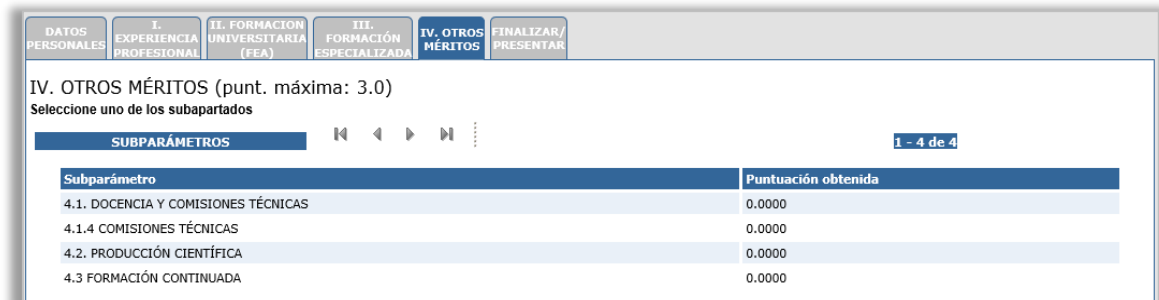 DATOS
PERSONALES
I.
EXPERIENCIA
PROFESIONAL
II. FORMACION
UNIVERSITARIA
(FEA)
III.
FORMACIÓN
ESPECIALIZADA
IV. OTROS
MÉRITOS
FINALIZAR/
PRESENTAR
IV. OTROS MÉRITOS (punt. máxima: 3.0)
Seleccione uno de los subapartados
SUBPARÁMETROS
1 - 4 de 4
Subparámetro Puntuación obtenida
4.1. DOCENCIA Y COMISIONES TÉCNICAS 0.0000
4.1.4 COMISIONES TÉCNICAS 0.0000
4.2. PRODUCCIÓN CIENTÍFICA 0.0000
4.3 FORMACIÓN CONTINUADA 0.0000